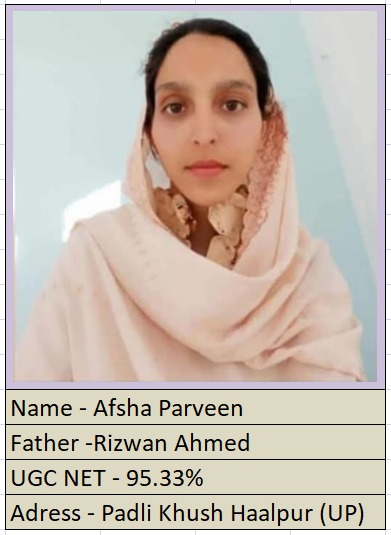 Name - Afsha Parveen
Father -Rizwan Ahmed
UGC NET - 95.33%
Adress - Padli Khush Haalpur (UP)